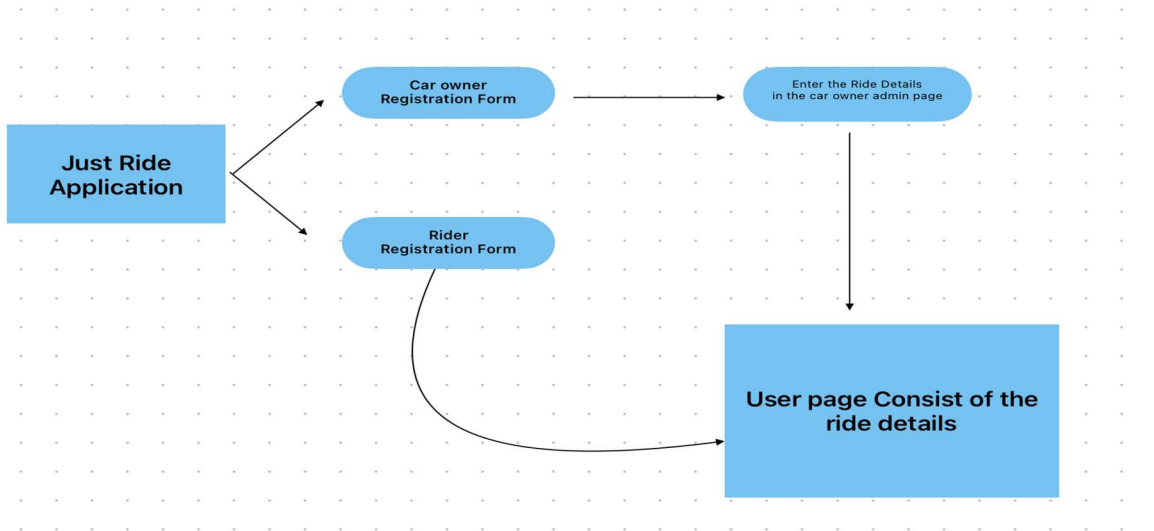 Just Ride
Application
Car owner
Registration Form
Enter the Ride Details
in the car owner admin page
Rider
Registration Form
User page Consist of the
ride details